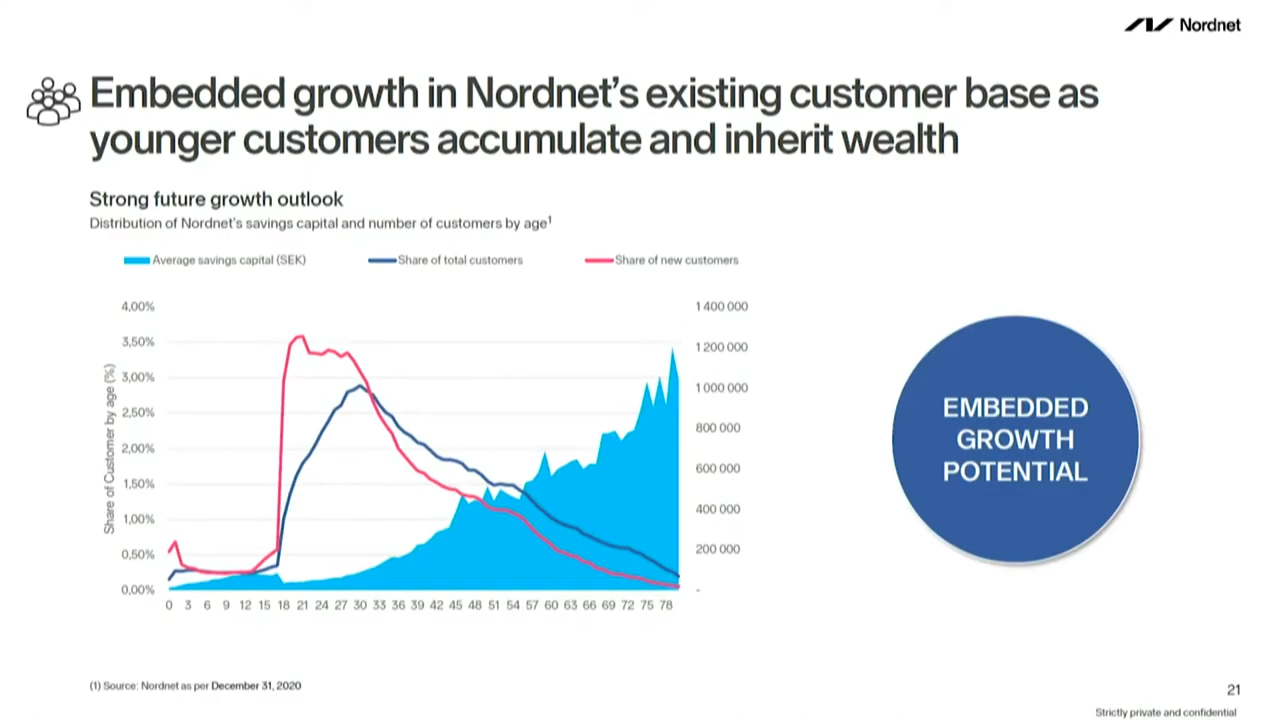 Nordnet
Embedded growth in Nordnet's existing customer base as
younger customers accumulate and inherit wealth
Strong future growth outlook
Distribution of Nordnet's savings capital and number of customers by age¹
Average savings capital (SEK)
Share of total customers
Share of new customers
Share of Customer by age (%)
4,00%
3,50%
3,00%
2,50%
2,00%
1,50%
1,00%
0,50%
0,00%
1 400 000
1 200 000
1 000 000
800 000
600 000
400 000
200 000
-
0 3 6 9 12 15 18 21 24 27 30 33 36 39 42 45 48 51 54 57 60 63 66 69 72 75 78
EMBEDDED
GROWTH
POTENTIAL
(1) Source: Nordnet as per December 31, 2020
21
Strictly private and confidential